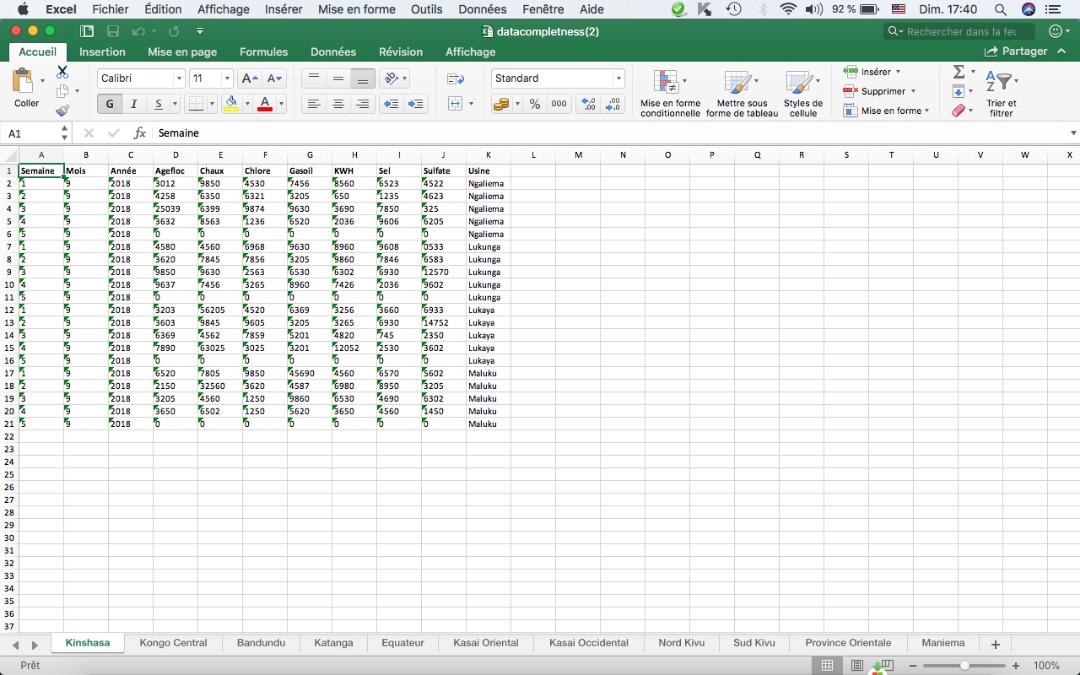 Excel Fichier Édition Affichage Insérer Mise en forme Outils Données Fenêtre Aide 92 % Dim. 17:40
datacompletness(2) Rechercher dans la feu
Accueil Insertion Mise en page Formules Données Révision Affichage Partager
Coller Calibri 11 A A G I S A Standard % 000 Mise en forme conditionnelle Mettre sous forme de tableau Styles de cellule Insérer Supprimer Mise en forme Σ Trier et filtrer
A1 fx Semaine
A B C D E F G H I J K L M N O P Q R S T U V W X
1 Semaine Mois Année Agefloc Chaux Chlore Gasoil KWH Sel Sulfate Usine
2 1 9 2018 3012 9850 4530 7456 8560 6523 4522 Ngaliema
3 2 9 2018 4258 6350 6321 3205 650 1235 4623 Ngaliema
4 3 9 2018 25039 6399 9874 9630 3690 7850 325 Ngaliema
5 4 9 2018 3632 8563 1236 6520 2036 9606 6205 Ngaliema
6 5 9 2018 0 0 0 0 0 0 0 Ngaliema
7 1 9 2018 4580 4560 6968 9630 8960 9608 0533 Lukunga
8 2 9 2018 3620 7845 7856 3205 9860 7846 6583 Lukunga
9 3 9 2018 9850 9630 2563 6530 6302 6930 12570 Lukunga
10 4 9 2018 9637 7456 3265 8960 7426 2036 9602 Lukunga
11 5 9 2018 0 0 0 0 0 0 0 Lukunga
12 1 9 2018 3203 56205 4520 6369 3256 3660 6933 Lukaya
13 2 9 2018 3603 9845 9605 3205 3265 6930 14752 Lukaya
14 3 9 2018 6369 4562 7859 5201 4820 745 2350 Lukaya
15 4 9 2018 7890 63025 3025 3201 12052 2530 3602 Lukaya
16 5 9 2018 0 0 0 0 0 0 0 Lukaya
17 1 9 2018 6520 7805 9850 45690 4560 6570 5602 Maluku
18 2 9 2018 2150 32560 3620 4587 6980 8950 3205 Maluku
19 3 9 2018 3205 4560 1250 9860 6530 4690 6302 Maluku
20 4 9 2018 3650 6502 1250 5620 3650 4560 1450 Maluku
21 5 9 2018 0 0 0 0 0 0 0 Maluku
22
23
24
25
26
27
28
29
30
31
32
33
34
35
36
37
Kinshasa Kongo Central Bandundu Katanga Equateur Kasai Oriental Kasai Occidental Nord Kivu Sud Kivu Province Orientale Maniema +
Prêt − + 100%